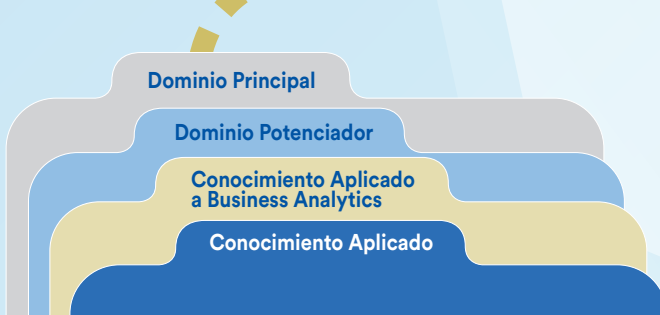 Dominio Principal
Dominio Potenciador
Conocimiento Aplicado
a Business Analytics
Conocimiento Aplicado